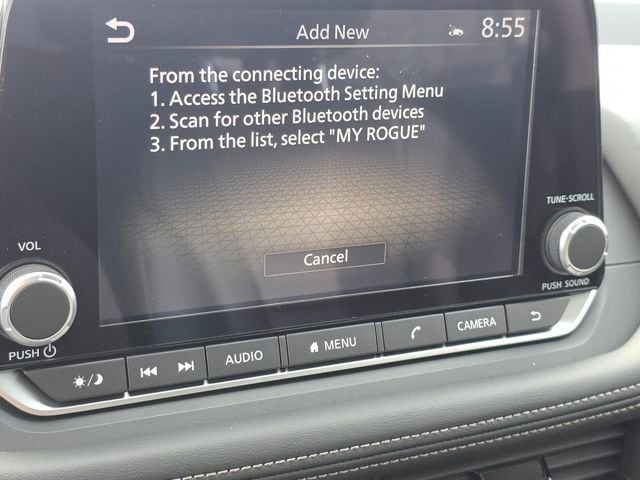 Add New 8:55
From the connecting device:
1. Access the Bluetooth Setting Menu
2. Scan for other Bluetooth devices
3. From the list, select "MY ROGUE"
Cancel
TUNE·SCROLL
VOL
PUSH SOUND
PUSH
AUDIO
MENU
CAMERA